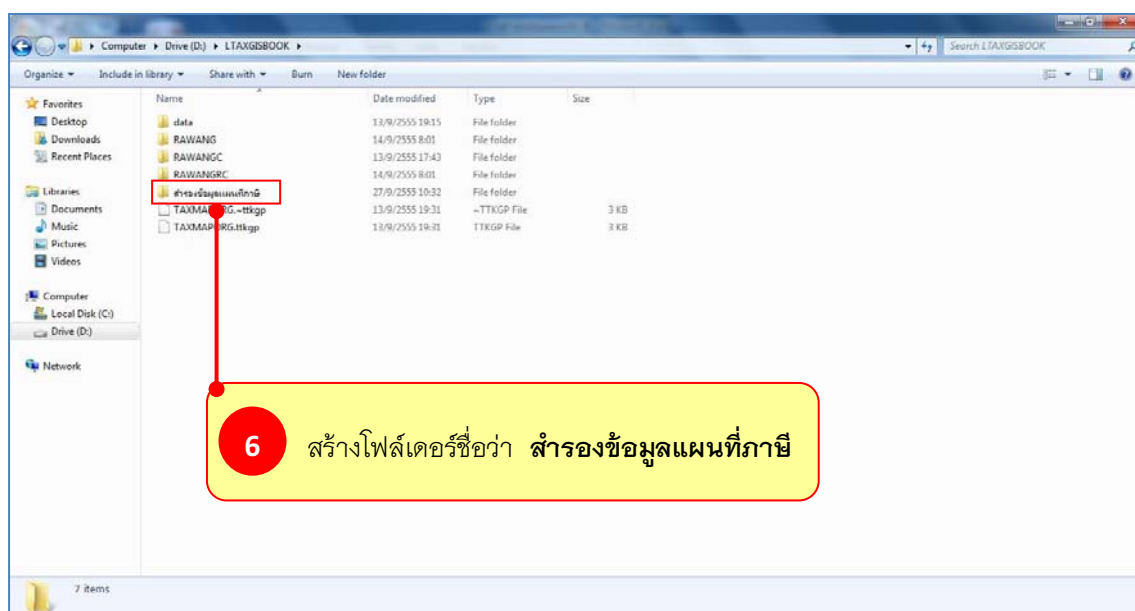 Computer ▸ Drive (D:) ▸ LTAXGISBOOK ▸
Search LTAXGISBOOK
Organize Include in library Share with Burn New folder
Name Date modified Type Size
Favorites
Desktop
Downloads
Recent Places
Libraries
Documents
Music
Pictures
Videos
Computer
Local Disk (C:)
Drive (D:)
Network
data 13/9/2555 19:15 File folder
RAWANG 14/9/2555 8:01 File folder
RAWANGC 13/9/2555 17:43 File folder
RAWANGRC 14/9/2555 8:01 File folder
สำรองข้อมูลแผนที่ภาษี 27/9/2555 10:32 File folder
TAXMAPORG.~ttkgp 13/9/2555 19:31 ~TTKGP File 3 KB
TAXMAPORG.ttkgp 13/9/2555 19:31 TTKGP File 3 KB
6 สร้างโฟล์เดอร์ชื่อว่า สำรองข้อมูลแผนที่ภาษี
7 items